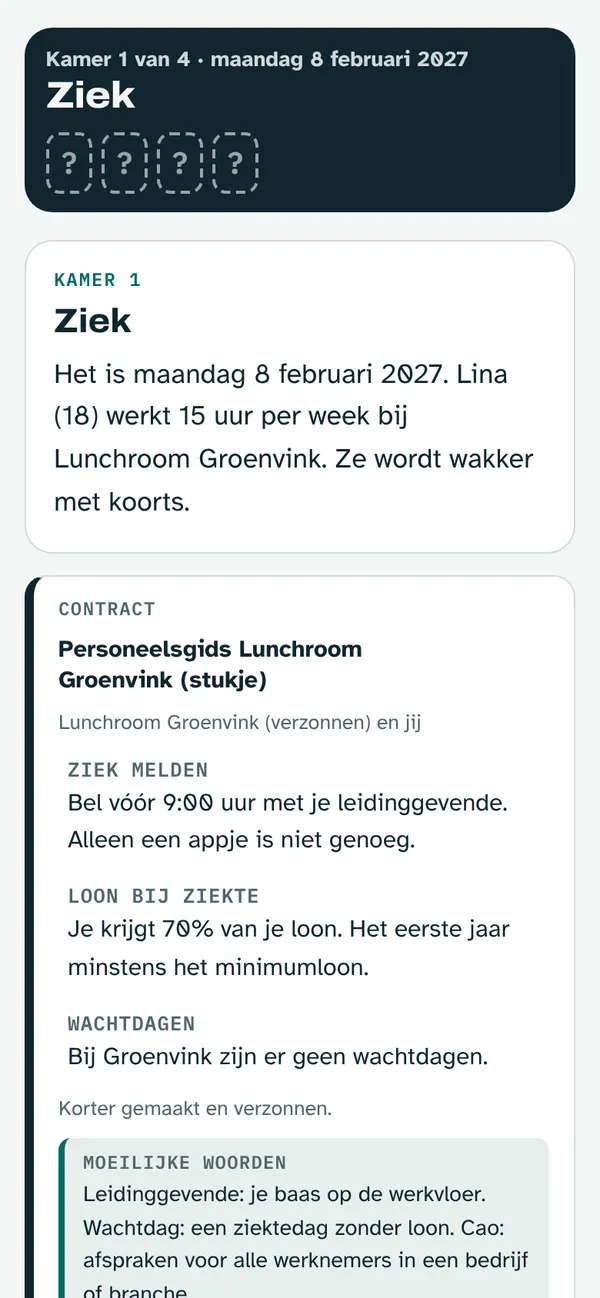 Kamer 1 van 4 · maandag 8 februari 2027
Ziek
? ? ? ?
KAMER 1
Ziek
Het is maandag 8 februari 2027. Lina
(18) werkt 15 uur per week bij
Lunchroom Groenvink. Ze wordt wakker
met koorts.
CONTRACT
Personeelsgids Lunchroom
Groenvink (stukje)
Lunchroom Groenvink (verzonnen) en jij
ZIEK MELDEN
Bel vóór 9:00 uur met je leidinggevende.
Alleen een appje is niet genoeg.
LOON BIJ ZIEKTE
Je krijgt 70% van je loon. Het eerste jaar
minstens het minimumloon.
WACHTDAGEN
Bij Groenvink zijn er geen wachtdagen.
Korter gemaakt en verzonnen.
MOEILIJKE WOORDEN
Leidinggevende: je baas op de werkvloer.
Wachtdag: een ziektedag zonder loon. Cao:
afspraken voor alle werknemers in een bedrijf
of branche